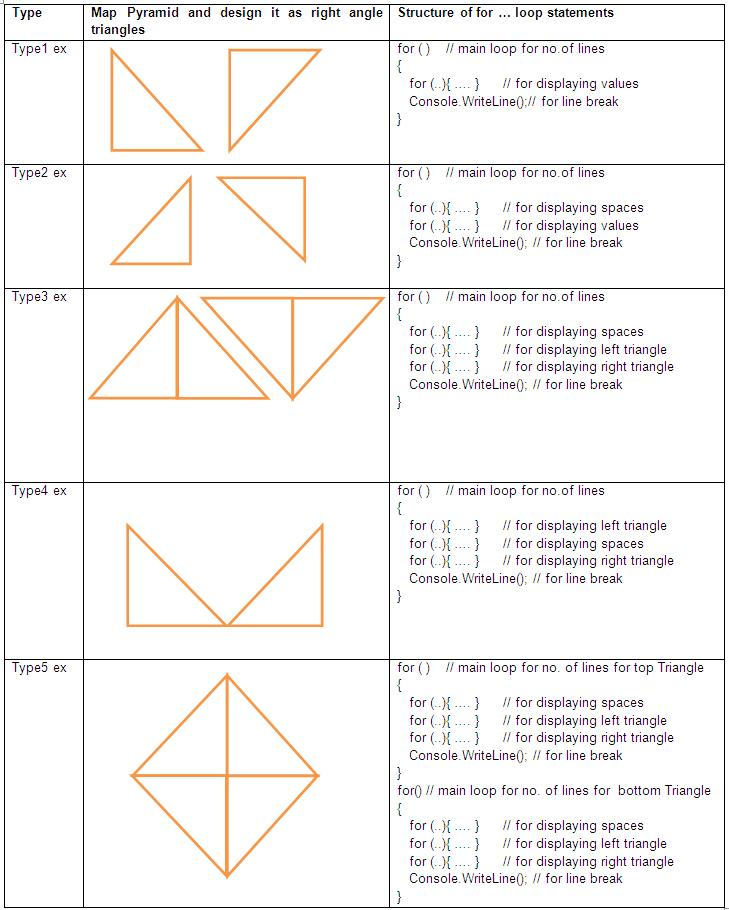 Type
Map Pyramid and design it as right angle
triangles
Structure of for ... loop statements
Type1 ex
for ( ) // main loop for no.of lines
{
for (..){ .... } // for displaying values
Console.WriteLine();// for line break
}
Type2 ex
for ( ) // main loop for no.of lines
{
for (..){ .... } // for displaying spaces
for (..){ .... } // for displaying values
Console.WriteLine(); // for line break
}
Type3 ex
for ( ) // main loop for no.of lines
{
for (..){ .... } // for displaying spaces
for (..){ .... } // for displaying left triangle
for (..){ .... } // for displaying right triangle
Console.WriteLine(); // for line break
}
Type4 ex
for ( ) // main loop for no.of lines
{
for (..){ .... } // for displaying left triangle
for (..){ .... } // for displaying spaces
for (..){ .... } // for displaying right triangle
Console.WriteLine(); // for line break
}
Type5 ex
for ( ) // main loop for no. of lines for top Triangle
{
for (..){ .... } // for displaying spaces
for (..){ .... } // for displaying left triangle
for (..){ .... } // for displaying right triangle
Console.WriteLine(); // for line break
}
for() // main loop for no. of lines for bottom Triangle
{
for (..){ .... } // for displaying spaces
for (..){ .... } // for displaying left triangle
for (..){ .... } // for displaying right triangle
Console.WriteLine(); // for line break
}